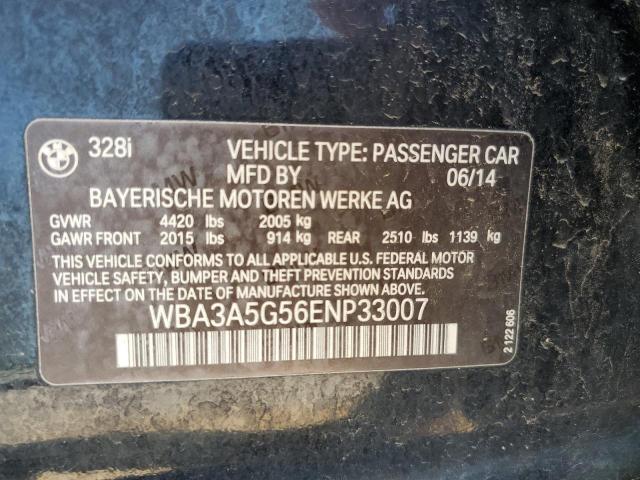 BMW
328i VEHICLE TYPE: PASSENGER CAR
MFD BY 06/14
BAYERISCHE MOTOREN WERKE AG
GVWR 4420 lbs 2005 kg
GAWR FRONT 2015 lbs 914 kg REAR 2510 lbs 1139 kg
THIS VEHICLE CONFORMS TO ALL APPLICABLE U.S. FEDERAL MOTOR
VEHICLE SAFETY, BUMPER AND THEFT PREVENTION STANDARDS
IN EFFECT ON THE DATE OF MANUFACTURE SHOWN ABOVE.
WBA3A5G56ENP33007
2 122 606